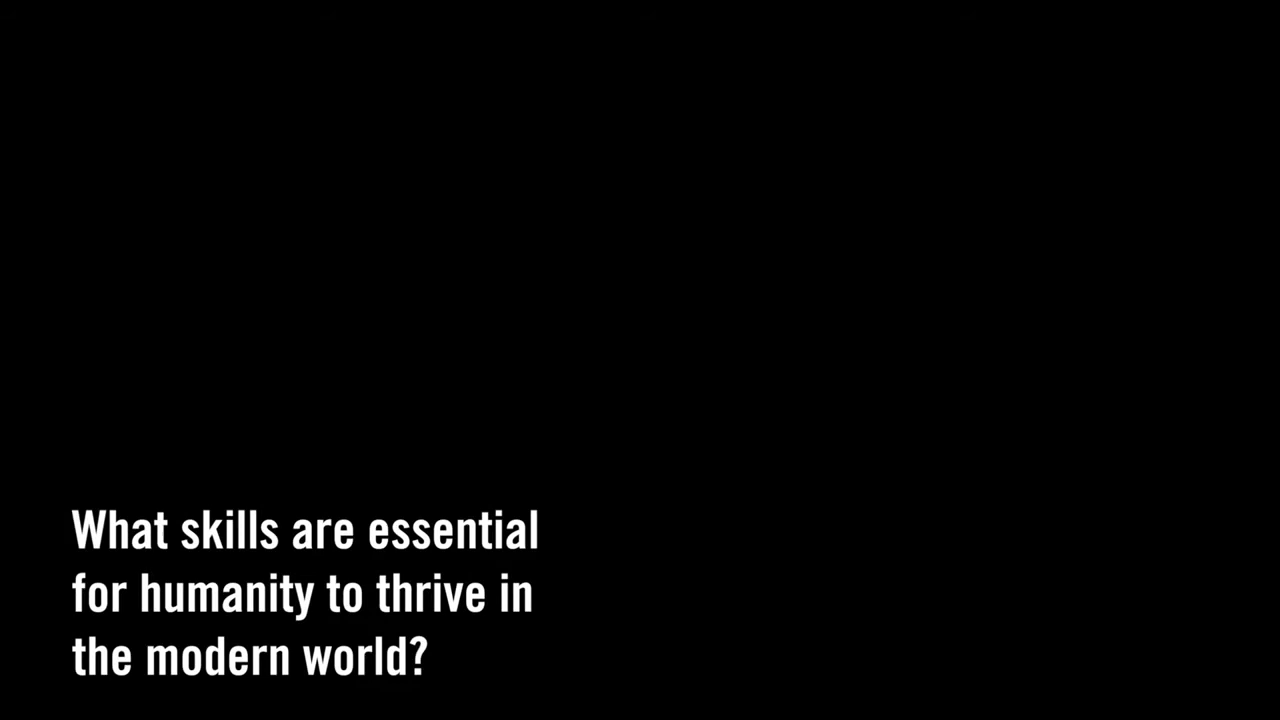 What skills are essential
for humanity to thrive in
the modern world?